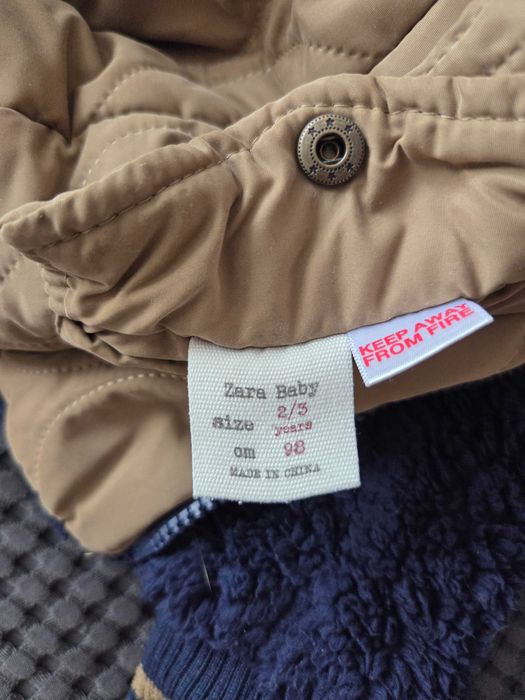 KEEP AWAY
FROM FIRE
Zara Baby
size 2/3
years
cm 98
MADE IN CHINA